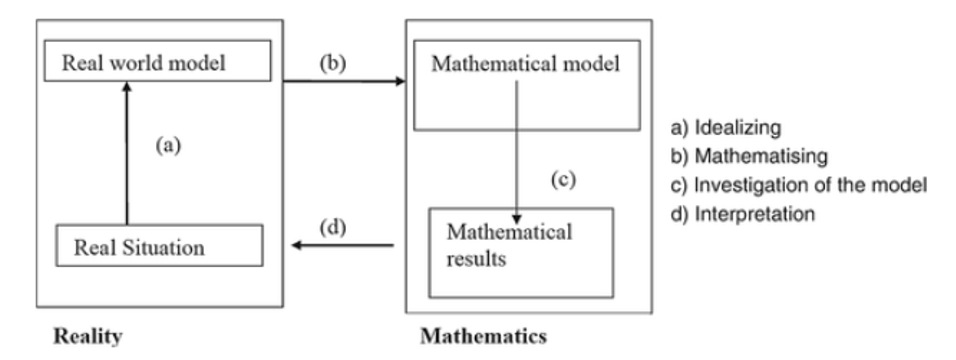 Real world model
(b)
Mathematical model
(a)
(c)
a) Idealizing
b) Mathematising
c) Investigation of the model
d) Interpretation
Real Situation
(d)
Mathematical
results
Reality
Mathematics